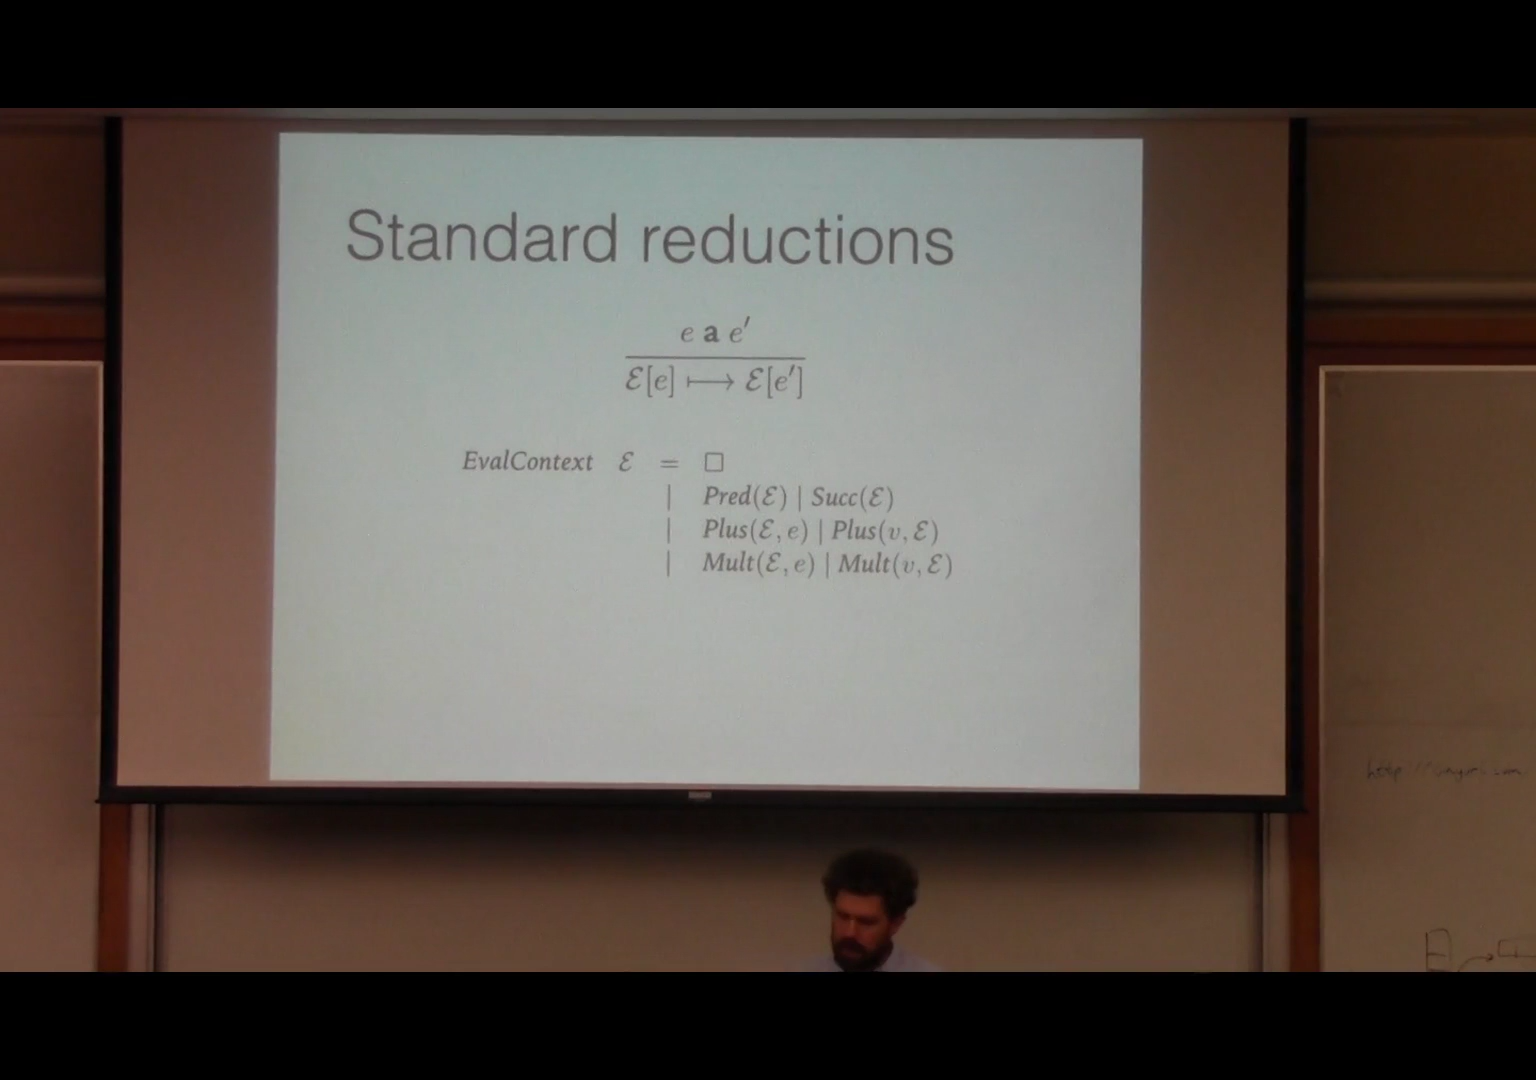 Standard reductions
e a e′
ℰ[e] ⟼ ℰ[e′]
EvalContext ℰ = □
| Pred(ℰ) | Succ(ℰ)
| Plus(ℰ, e) | Plus(v, ℰ)
| Mult(ℰ, e) | Mult(v, ℰ)